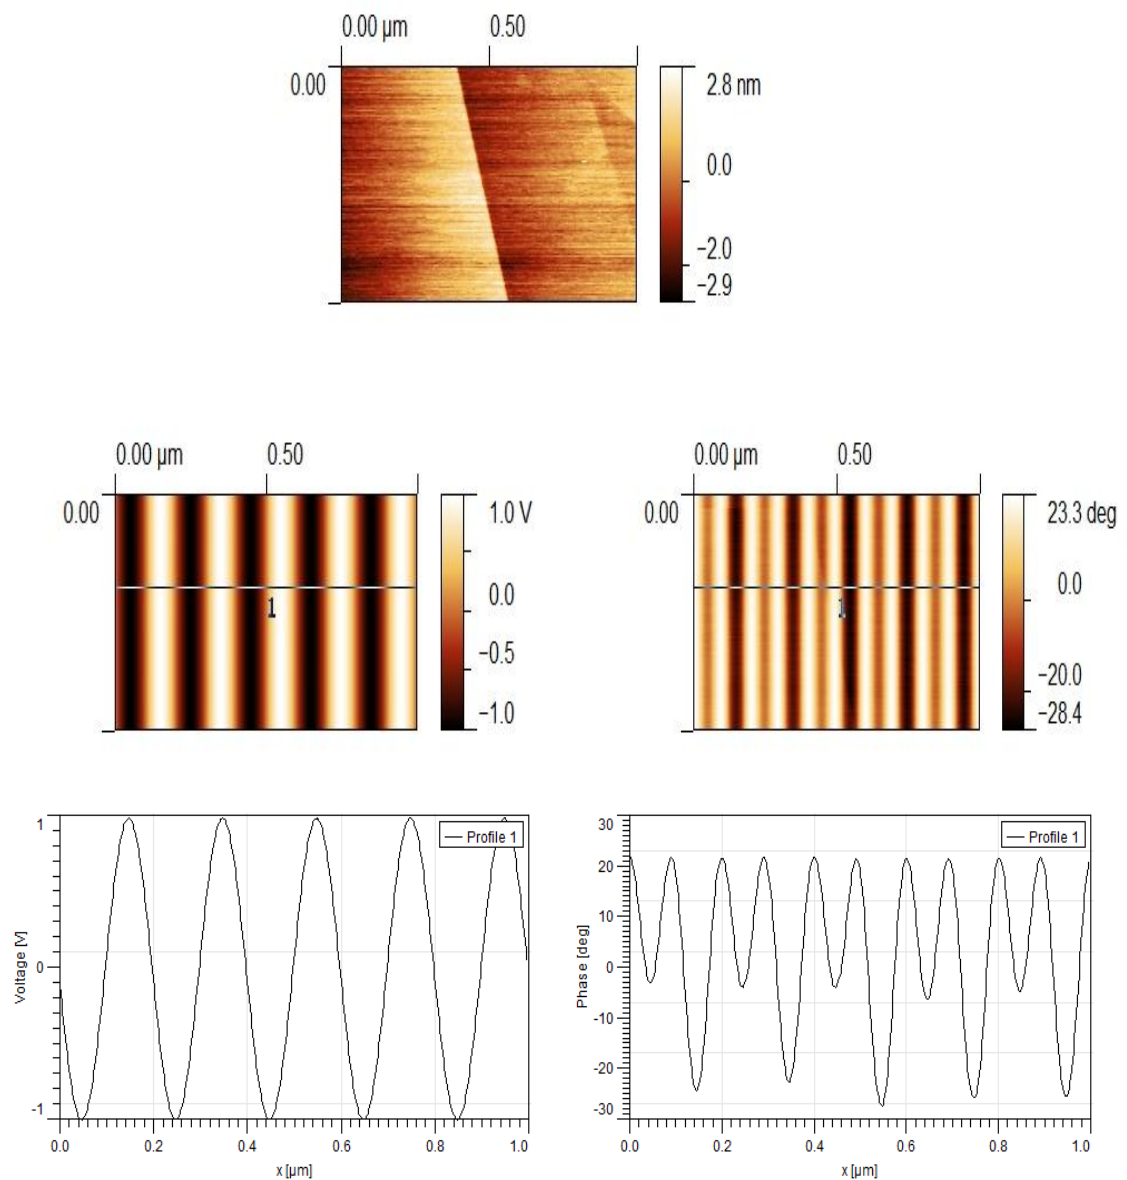 0.00 µm 0.50
0.00
2.8 nm
0.0
−2.0
−2.9
0.00 µm 0.50
0.00
1.0 V
0.0
−0.5
−1.0
1
0.00 µm 0.50
0.00
23.3 deg
0.0
−20.0
−28.4
1
1
0
-1
Voltage [V]
Profile 1
0.0 0.2 0.4 0.6 0.8 1.0
x [µm]
30
20
10
0
-10
-20
-30
Phase [deg]
Profile 1
0.0 0.2 0.4 0.6 0.8 1.0
x [µm]